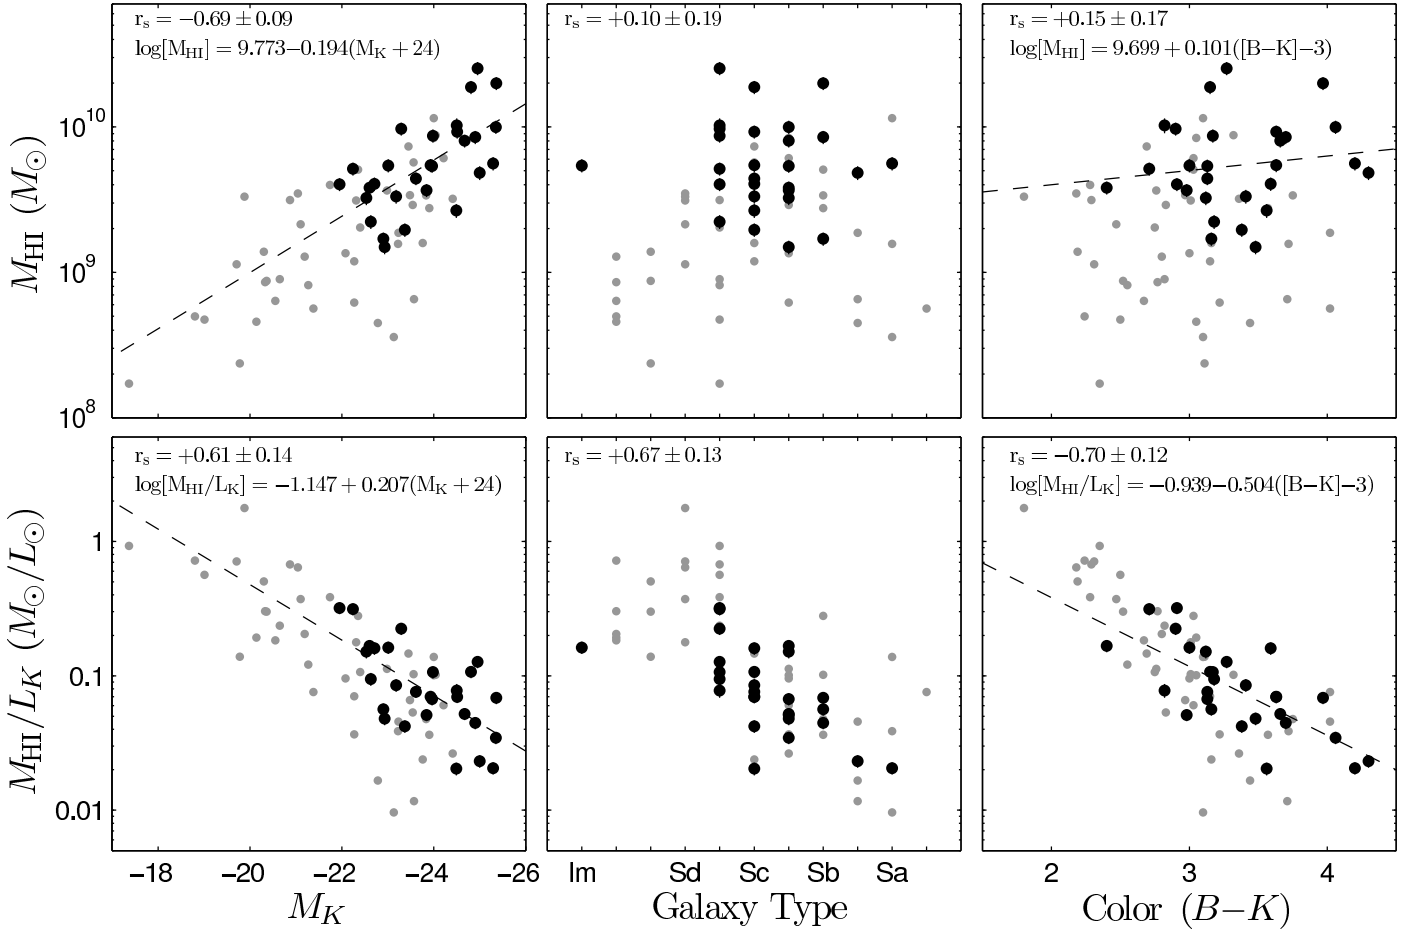 r_s = −0.69 ± 0.09
log[M_HI] = 9.773−0.194(M_K + 24)
r_s = +0.10 ± 0.19
r_s = +0.15 ± 0.17
log[M_HI] = 9.699 + 0.101([B−K]−3)
M_HI (M_⊙)
10^10
10^9
10^8
r_s = +0.61 ± 0.14
log[M_HI/L_K] = −1.147 + 0.207(M_K + 24)
r_s = +0.67 ± 0.13
r_s = −0.70 ± 0.12
log[M_HI/L_K] = −0.939−0.504([B−K]−3)
M_HI/L_K (M_⊙/L_⊙)
1
0.1
0.01
−18 −20 −22 −24 −26
Im Sd Sc Sb Sa
2 3 4
M_K
Galaxy Type
Color (B−K)